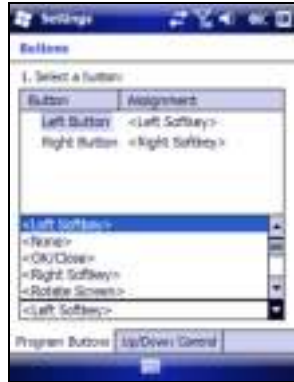 Settings ok
Buttons
1. Select a button:
Button Assignment
Left Button <Left Softkey>
Right Button <Right Softkey>
<Left Softkey>
<None>
<OK/Close>
<Right Softkey>
<Rotate Screen>
<Left Softkey>
Program Buttons Up/Down Control